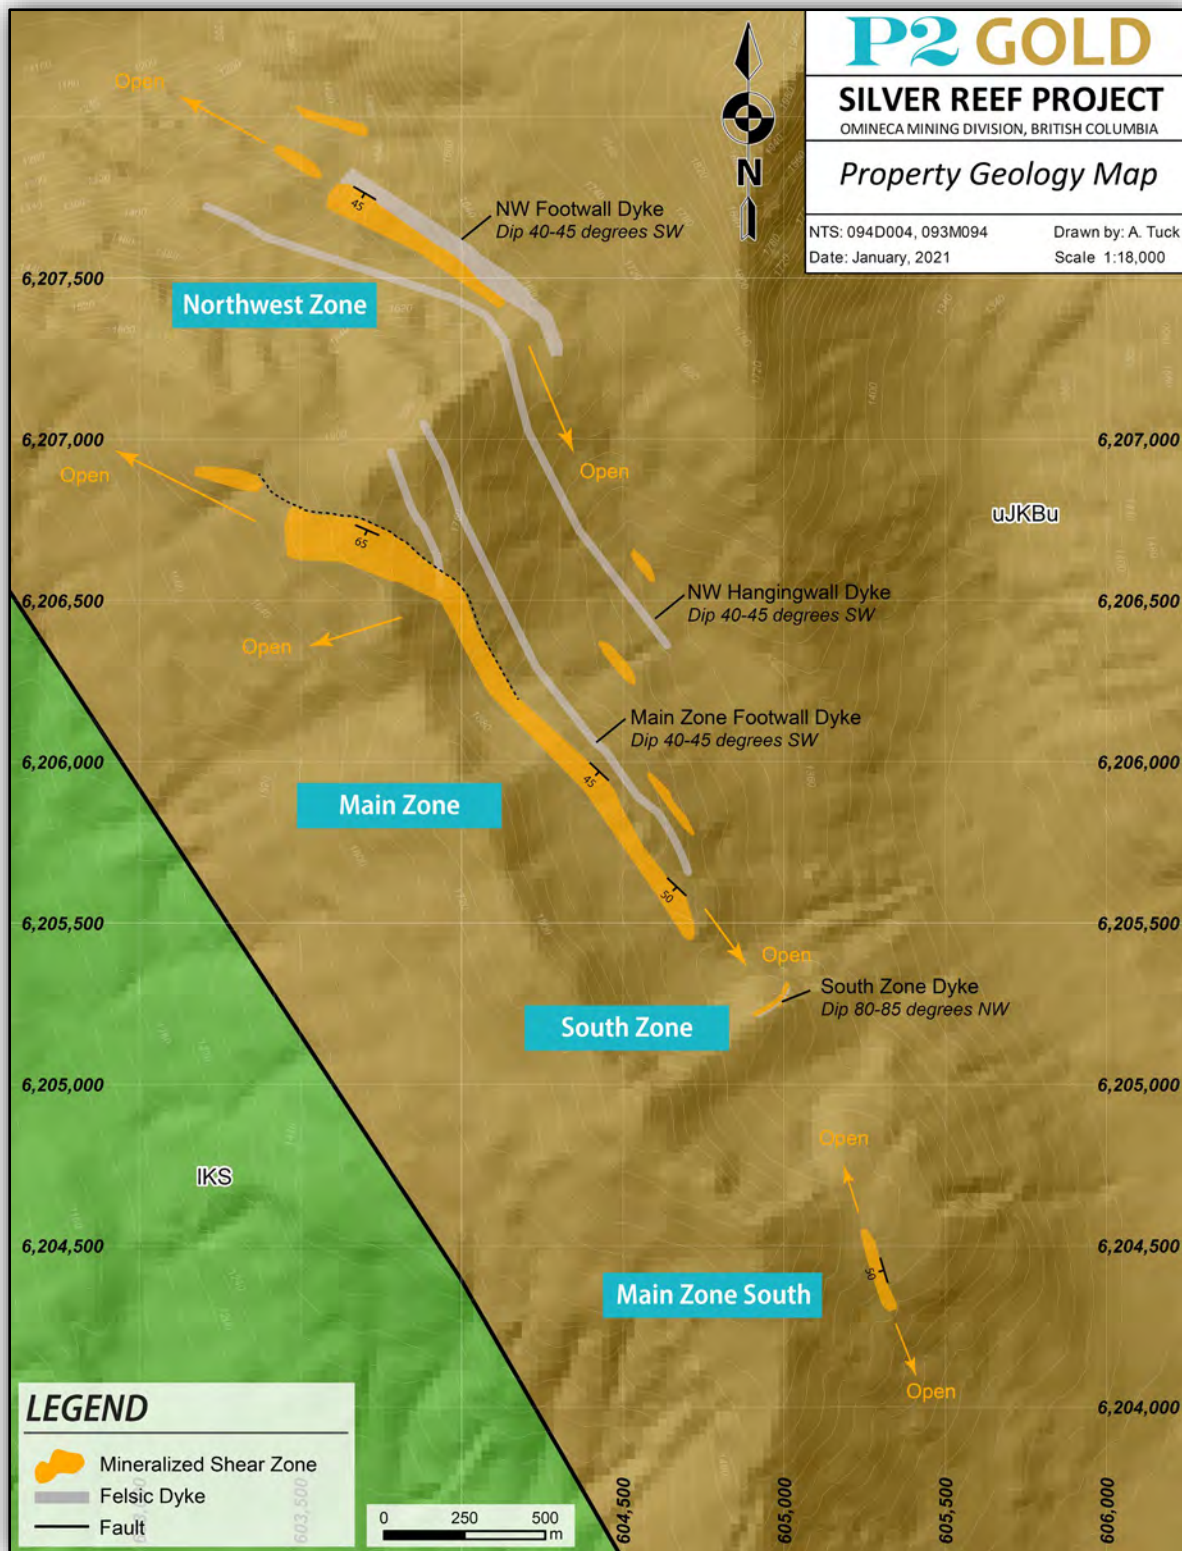 P2 GOLD
SILVER REEF PROJECT
OMINECA MINING DIVISION, BRITISH COLUMBIA
Property Geology Map
NTS: 094D004, 093M094
Drawn by: A. Tuck
Date: January, 2021
Scale 1:18,000
N
Open
45
NW Footwall Dyke
Dip 40-45 degrees SW
6,207,500
Northwest Zone
6,207,000
6,207,000
Open
Open
uJKBu
65
6,206,500
NW Hangingwall Dyke
Dip 40-45 degrees SW
6,206,500
Open
Main Zone Footwall Dyke
Dip 40-45 degrees SW
6,206,000
6,206,000
45
Main Zone
50
6,205,500
6,205,500
Open
South Zone Dyke
Dip 80-85 degrees NW
South Zone
6,205,000
6,205,000
Open
IKS
6,204,500
6,204,500
50
Main Zone South
Open
6,204,000
LEGEND
Mineralized Shear Zone
Felsic Dyke
Fault
0 250 500
m
603,500
604,500
605,000
605,500
606,000